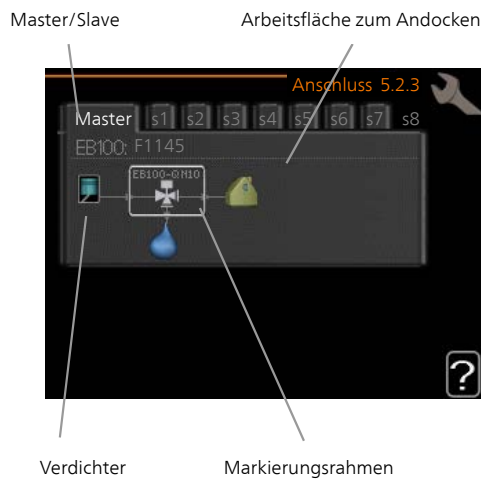 Master/Slave
Arbeitsfläche zum Andocken
Anschluss 5.2.3
Master s1 s2 s3 s4 s5 s6 s7 s8
EB100: F1145
EB100-QN10
?
Verdichter
Markierungsrahmen